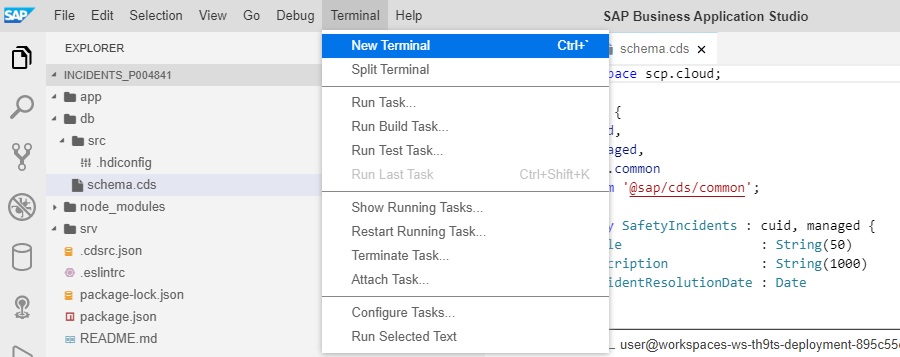 SAP File Edit Selection View Go Debug Terminal Help SAP Business Application Studio
EXPLORER
INCIDENTS_P004841
app
db
src
.hdiconfig
schema.cds
node_modules
srv
.cdsrc.json
.eslintrc
package-lock.json
package.json
README.md
New Terminal Ctrl+`
Split Terminal
Run Task...
Run Build Task...
Run Test Task...
Run Last Task Ctrl+Shift+K
Show Running Tasks...
Restart Running Task...
Terminate Task...
Attach Task...
Configure Tasks...
Run Selected Text
schema.cds ×
pace scp.cloud;
{
d,
aged,
.common
m '@sap/cds/common';
y SafetyIncidents : cuid, managed {
le : String(50)
cription : String(1000)
identResolutionDate : Date
user@workspaces-ws-th9ts-deployment-895c55